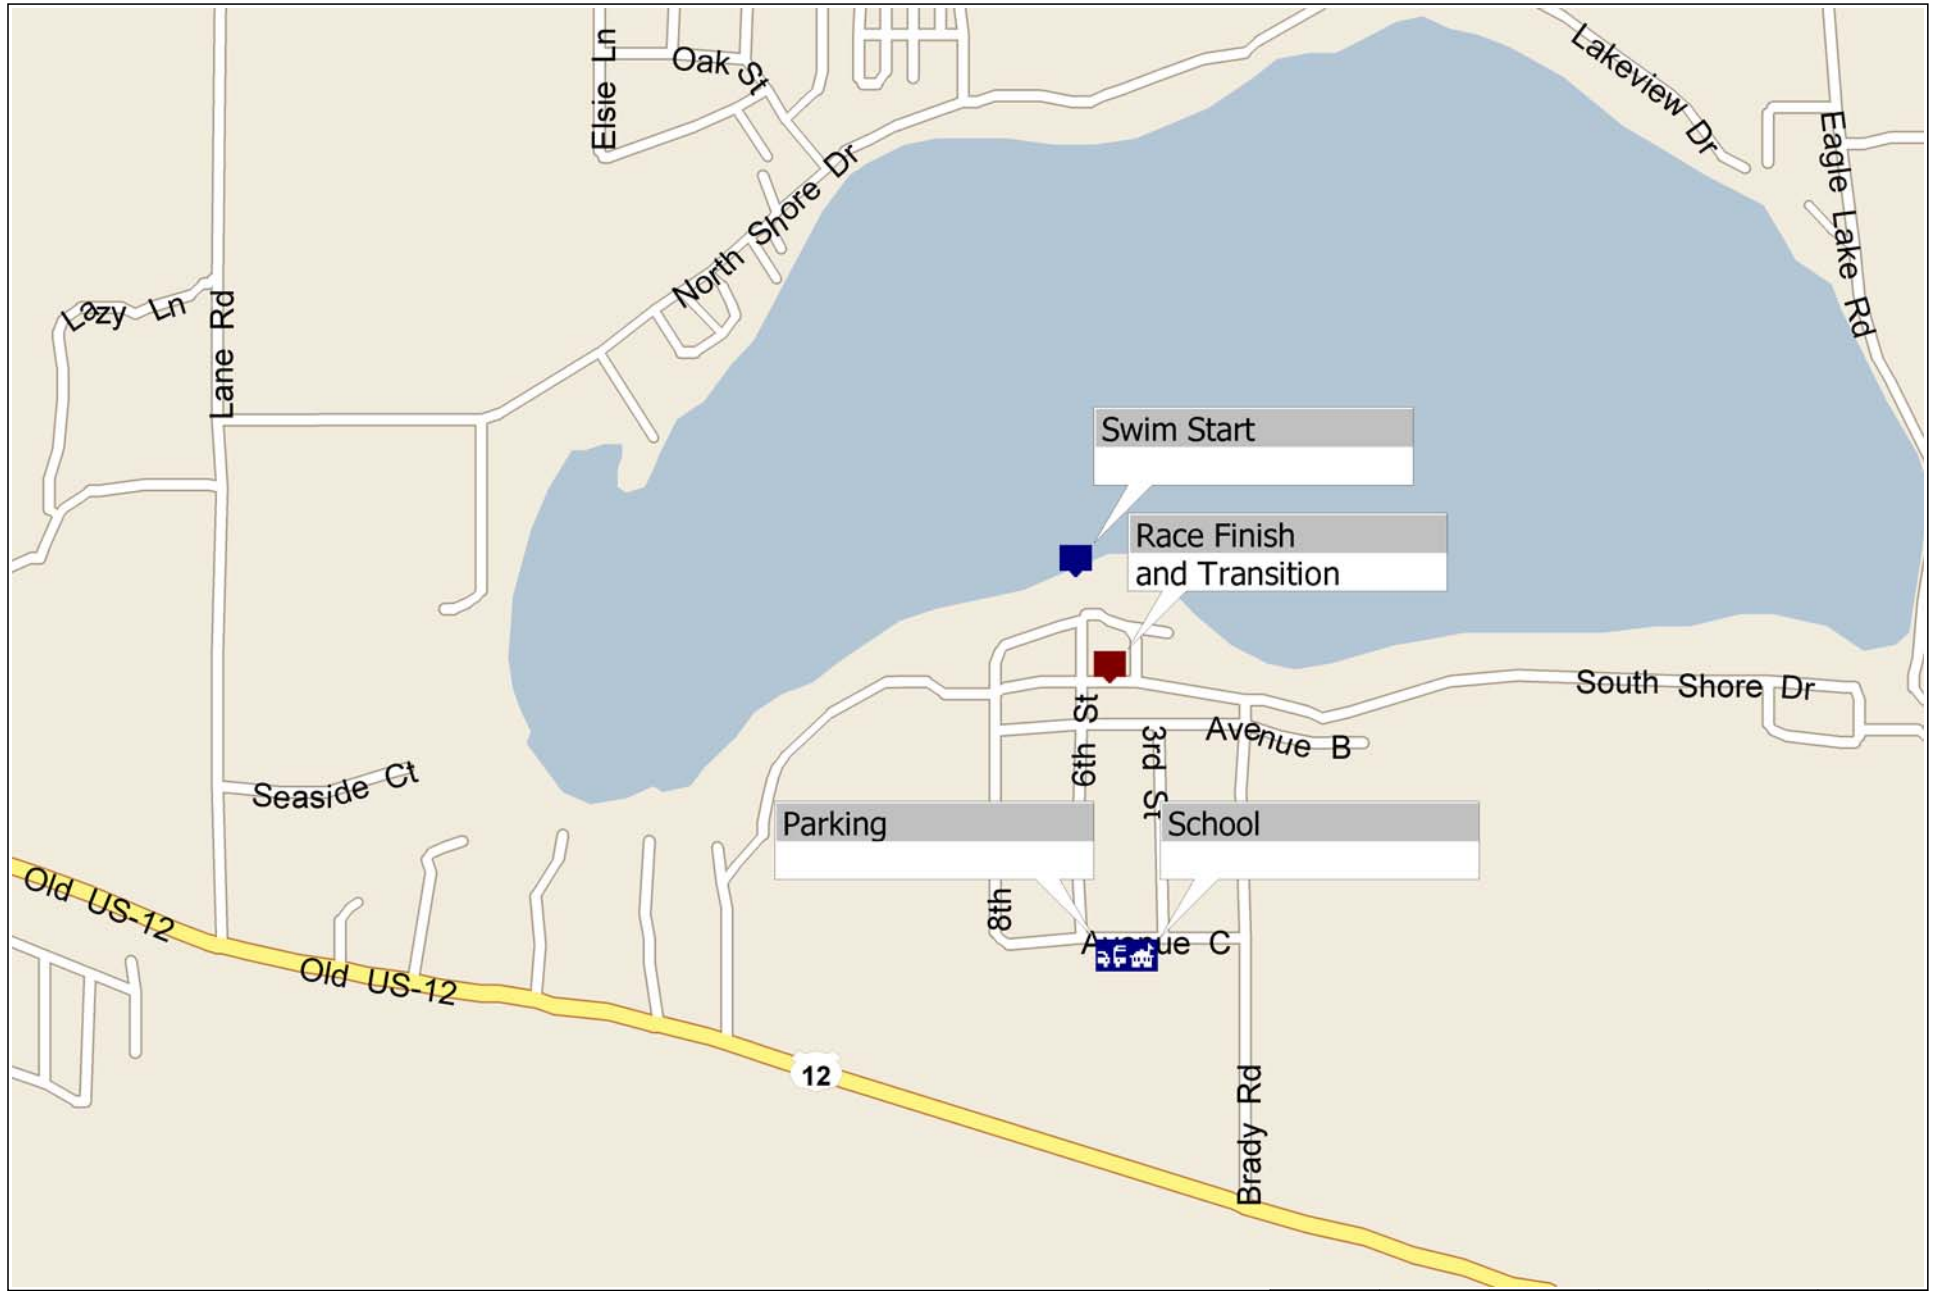 Elsie Ln
Oak St
Lakeview Dr
Eagle Lake Rd
North Shore Dr
Lazy Ln
Lane Rd
Swim Start
Race Finish
and Transition
South Shore Dr
6th St
3rd St
Avenue B
Seaside Ct
Parking
School
8th
Avenue C
Old US-12
Old US-12
12
Brady Rd